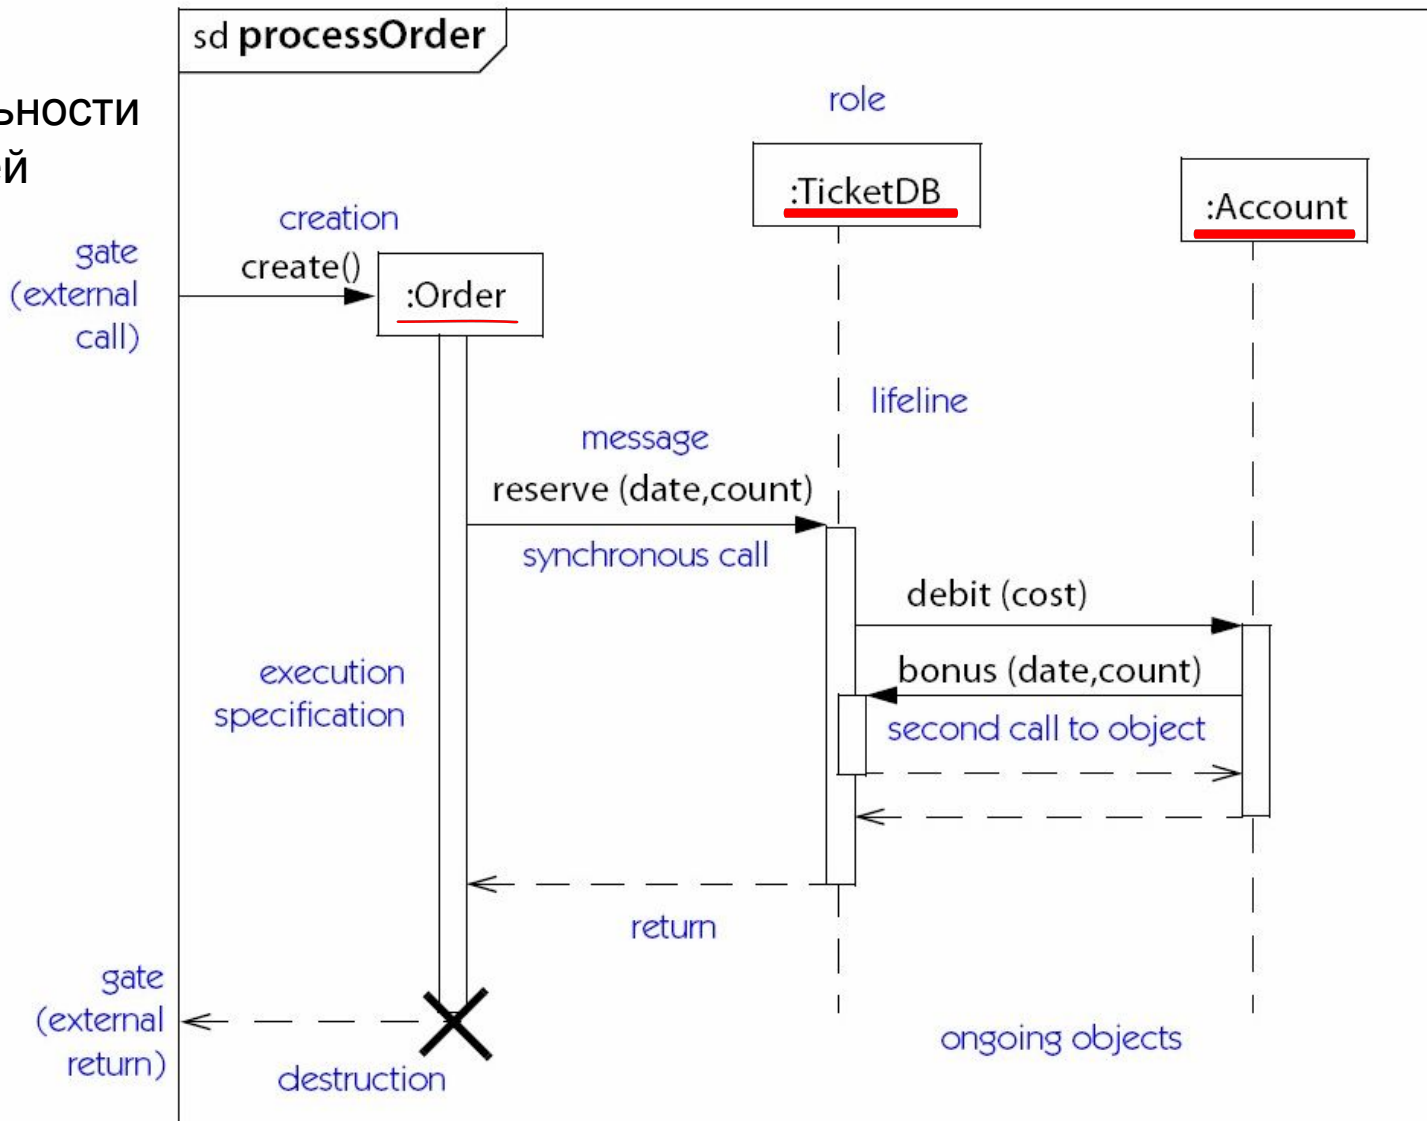 sd processOrder
ьности
ей
role
:TicketDB
:Account
creation
create()
:Order
gate
(external
call)
lifeline
message
reserve (date,count)
synchronous call
debit (cost)
execution
specification
bonus (date,count)
second call to object
return
gate
(external
return)
destruction
ongoing objects